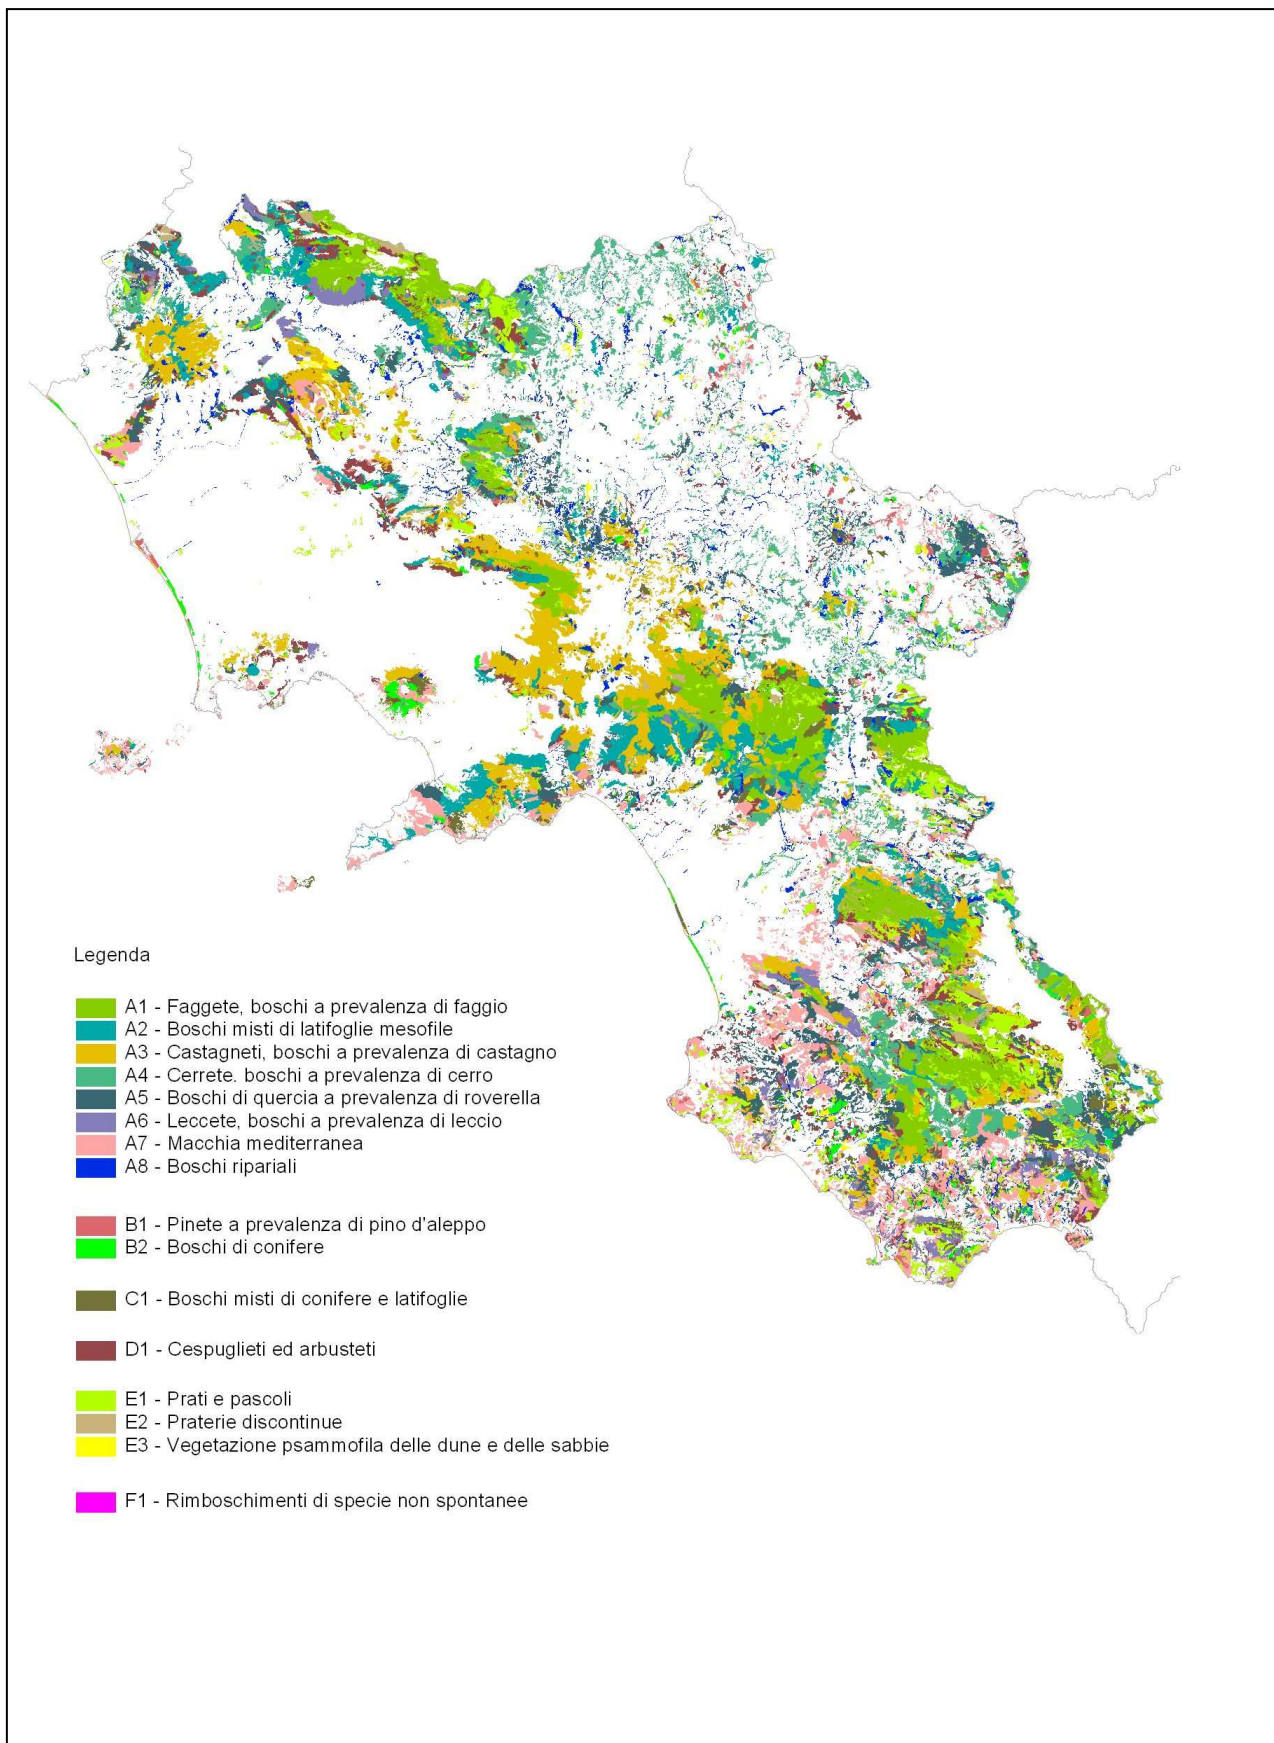 Legenda
A1 - Faggete, boschi a prevalenza di faggio
A2 - Boschi misti di latifoglie mesofile
A3 - Castagneti, boschi a prevalenza di castagno
A4 - Cerrete. boschi a prevalenza di cerro
A5 - Boschi di quercia a prevalenza di roverella
A6 - Leccete, boschi a prevalenza di leccio
A7 - Macchia mediterranea
A8 - Boschi ripariali
B1 - Pinete a prevalenza di pino d'aleppo
B2 - Boschi di conifere
C1 - Boschi misti di conifere e latifoglie
D1 - Cespuglieti ed arbusteti
E1 - Prati e pascoli
E2 - Praterie discontinue
E3 - Vegetazione psammofila delle dune e delle sabbie
F1 - Rimboschimenti di specie non spontanee